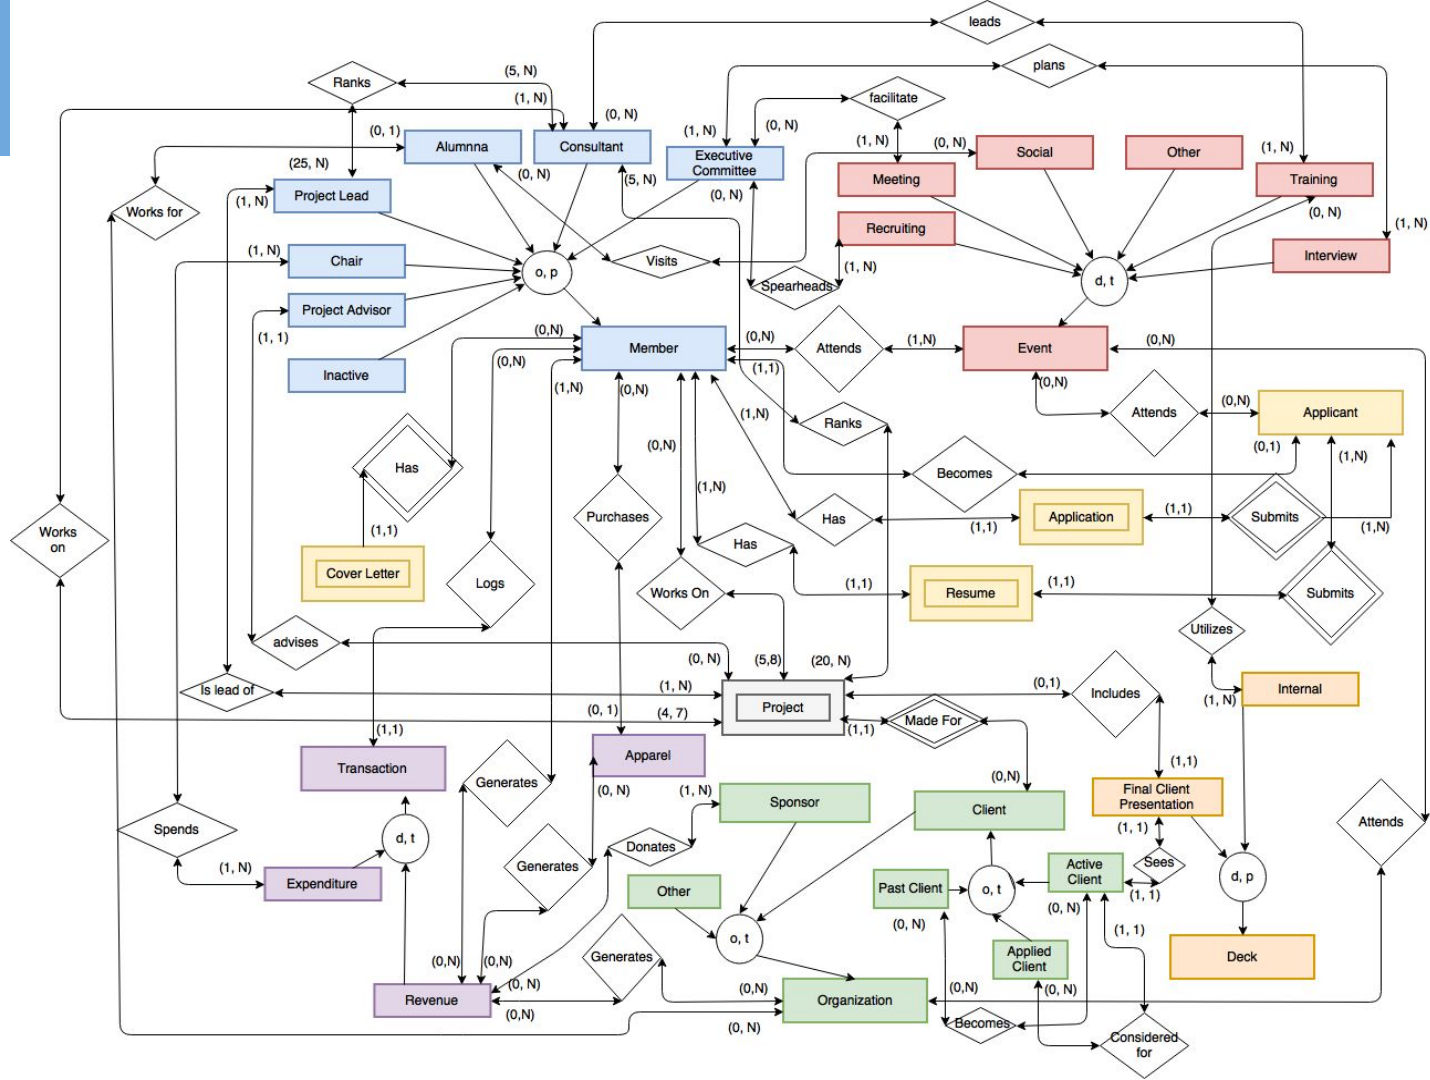 leads
plans
Ranks
(5, N)
(1, N)
facilitate
(0, N)
(0, 1)
(1, N)
(0, N)
(1, N)
(0, N)
(1, N)
Alumnna
Consultant
Executive
Committee
Social
Other
(25, N)
(0, N)
(5, N)
(0, N)
Meeting
Training
Project Lead
(1, N)
Works for
(0, N)
(1, N)
Recruiting
(1, N)
Chair
o, p
Visits
(1, N)
Interview
Spearheads
d, t
Project Advisor
(1, 1)
(0,N)
(0,N)
(1,N)
(0,N)
Member
Attends
Event
(0,N)
(1,1)
Inactive
(1,N)
(0,N)
(0,N)
(0,N)
(1,N)
Ranks
Attends
Applicant
(0,N)
(0,1)
(1,N)
Has
Becomes
(1,N)
Purchases
Has
Application
(1,1)
(1,1)
Submits
(1,N)
Works
on
(1,1)
Has
Cover Letter
Logs
Works On
(1,1)
Resume
(1,1)
Submits
advises
Utilizes
(0, N)
(5,8)
(20, N)
Is lead of
(1, N)
(0,1)
Includes
(1, N)
Internal
(0, 1)
(4, 7)
Project
(1,1)
Made For
(1,1)
Apparel
(1,1)
Transaction
Generates
(0, N)
(1, N)
(0,N)
Final Client
Presentation
Sponsor
Client
(1, 1)
Spends
d, t
Donates
Attends
Generates
Sees
(1, N)
Expenditure
Other
Past Client
o, t
Active
Client
(1, 1)
d, p
(0, N)
(0, N)
(1, 1)
o, t
Applied
Client
Generates
Deck
(0,N)
(0,N)
(0, N)
(0,N)
(0,N)
(0, N)
Revenue
(0,N)
Organization
(0, N)
Becomes
Considered
for